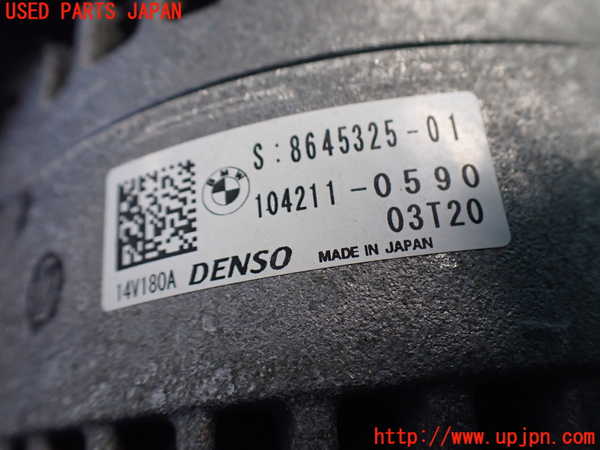 USED PARTS JAPAN
S:8645325-01
104211-0590
03T20
14V180A DENSO MADE IN JAPAN
http://www.upjpn.com/